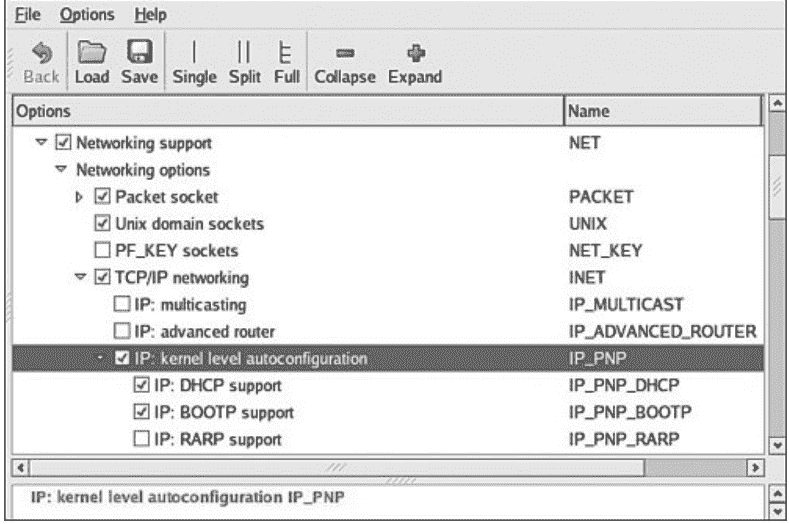 File Options Help
Back Load Save Single Split Full Collapse Expand
Options Name
Networking support NET
Networking options
Packet socket PACKET
Unix domain sockets UNIX
PF_KEY sockets NET_KEY
TCP/IP networking INET
IP: multicasting IP_MULTICAST
IP: advanced router IP_ADVANCED_ROUTER
IP: kernel level autoconfiguration IP_PNP
IP: DHCP support IP_PNP_DHCP
IP: BOOTP support IP_PNP_BOOTP
IP: RARP support IP_PNP_RARP
IP: kernel level autoconfiguration IP_PNP